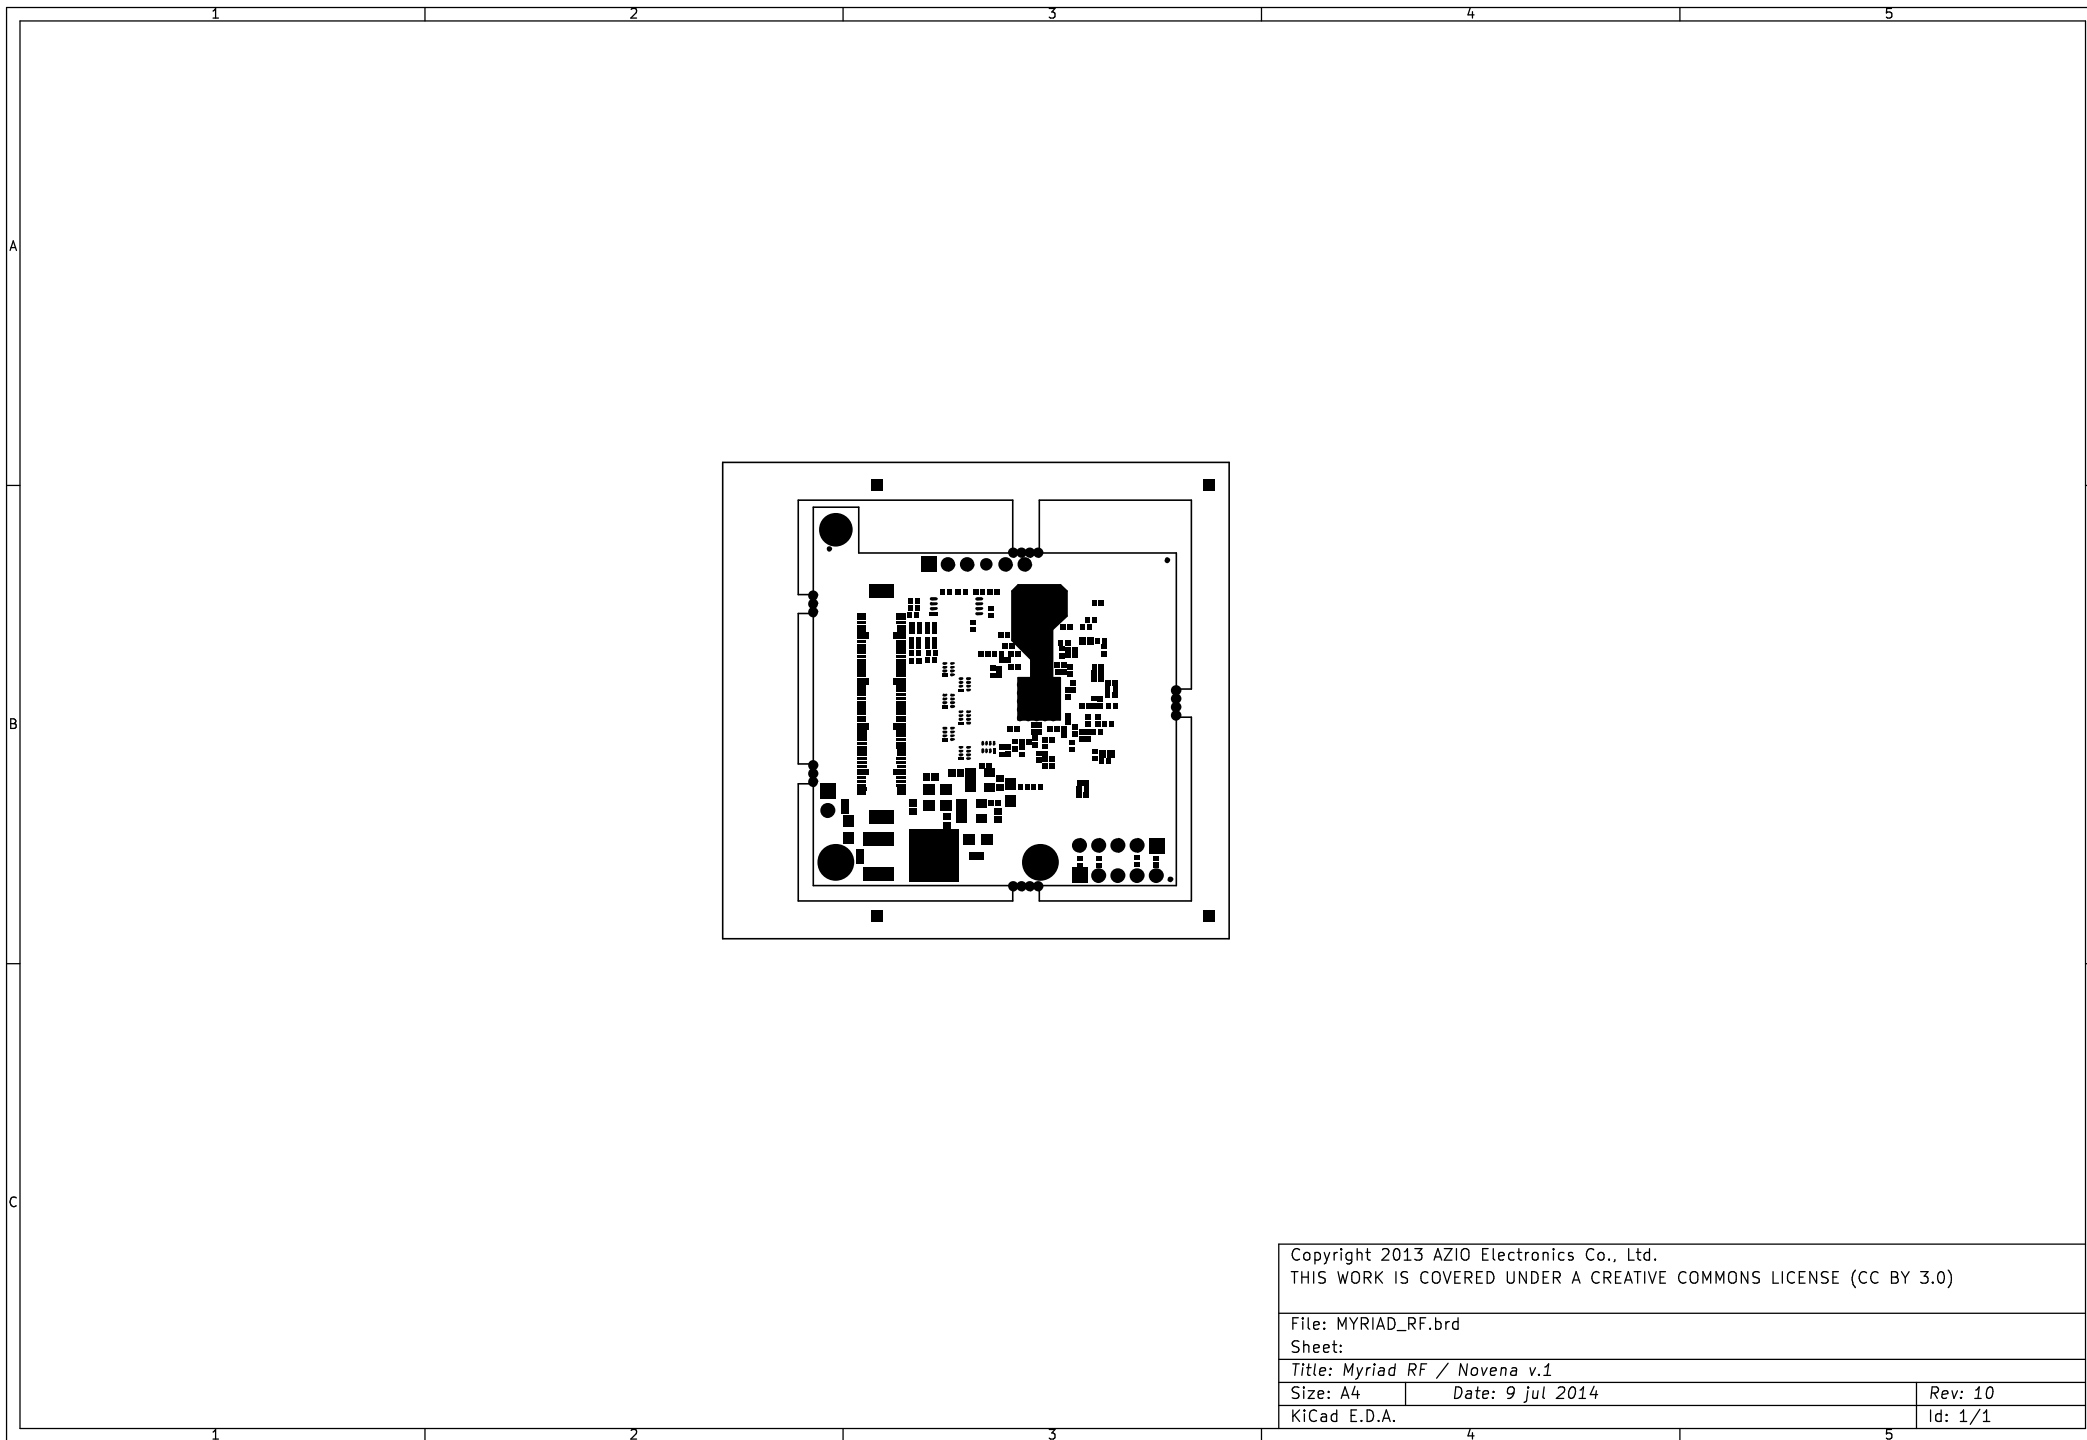 1 2 3 4 5
A
B
C
Copyright 2013 AZIO Electronics Co., Ltd.
THIS WORK IS COVERED UNDER A CREATIVE COMMONS LICENSE (CC BY 3.0)
File: MYRIAD_RF.brd
Sheet:
Title: Myriad RF / Novena v.1
Size: A4 Date: 9 jul 2014 Rev: 10
KiCad E.D.A. Id: 1/1
1 2 3 4 5